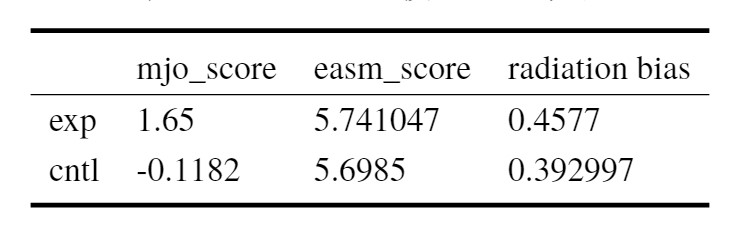 mjo_score easm_score radiation bias
exp 1.65 5.741047 0.4577
cntl -0.1182 5.6985 0.392997